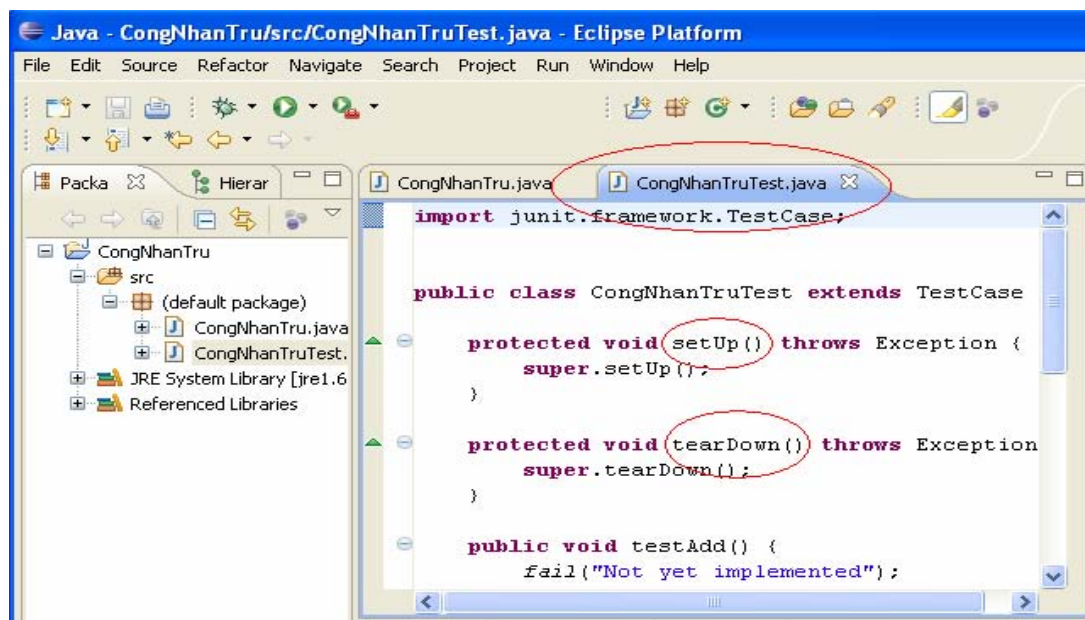 Java - CongNhanTru/src/CongNhanTruTest.java - Eclipse Platform
File Edit Source Refactor Navigate Search Project Run Window Help
Packa Hierar
CongNhanTru
src
(default package)
CongNhanTru.java
CongNhanTruTest.
JRE System Library [jre1.6
Referenced Libraries
CongNhanTru.java CongNhanTruTest.java
import junit.framework.TestCase;
public class CongNhanTruTest extends TestCase
protected void setUp() throws Exception {
super.setUp();
}
protected void tearDown() throws Exception
super.tearDown();
}
public void testAdd() {
fail("Not yet implemented");